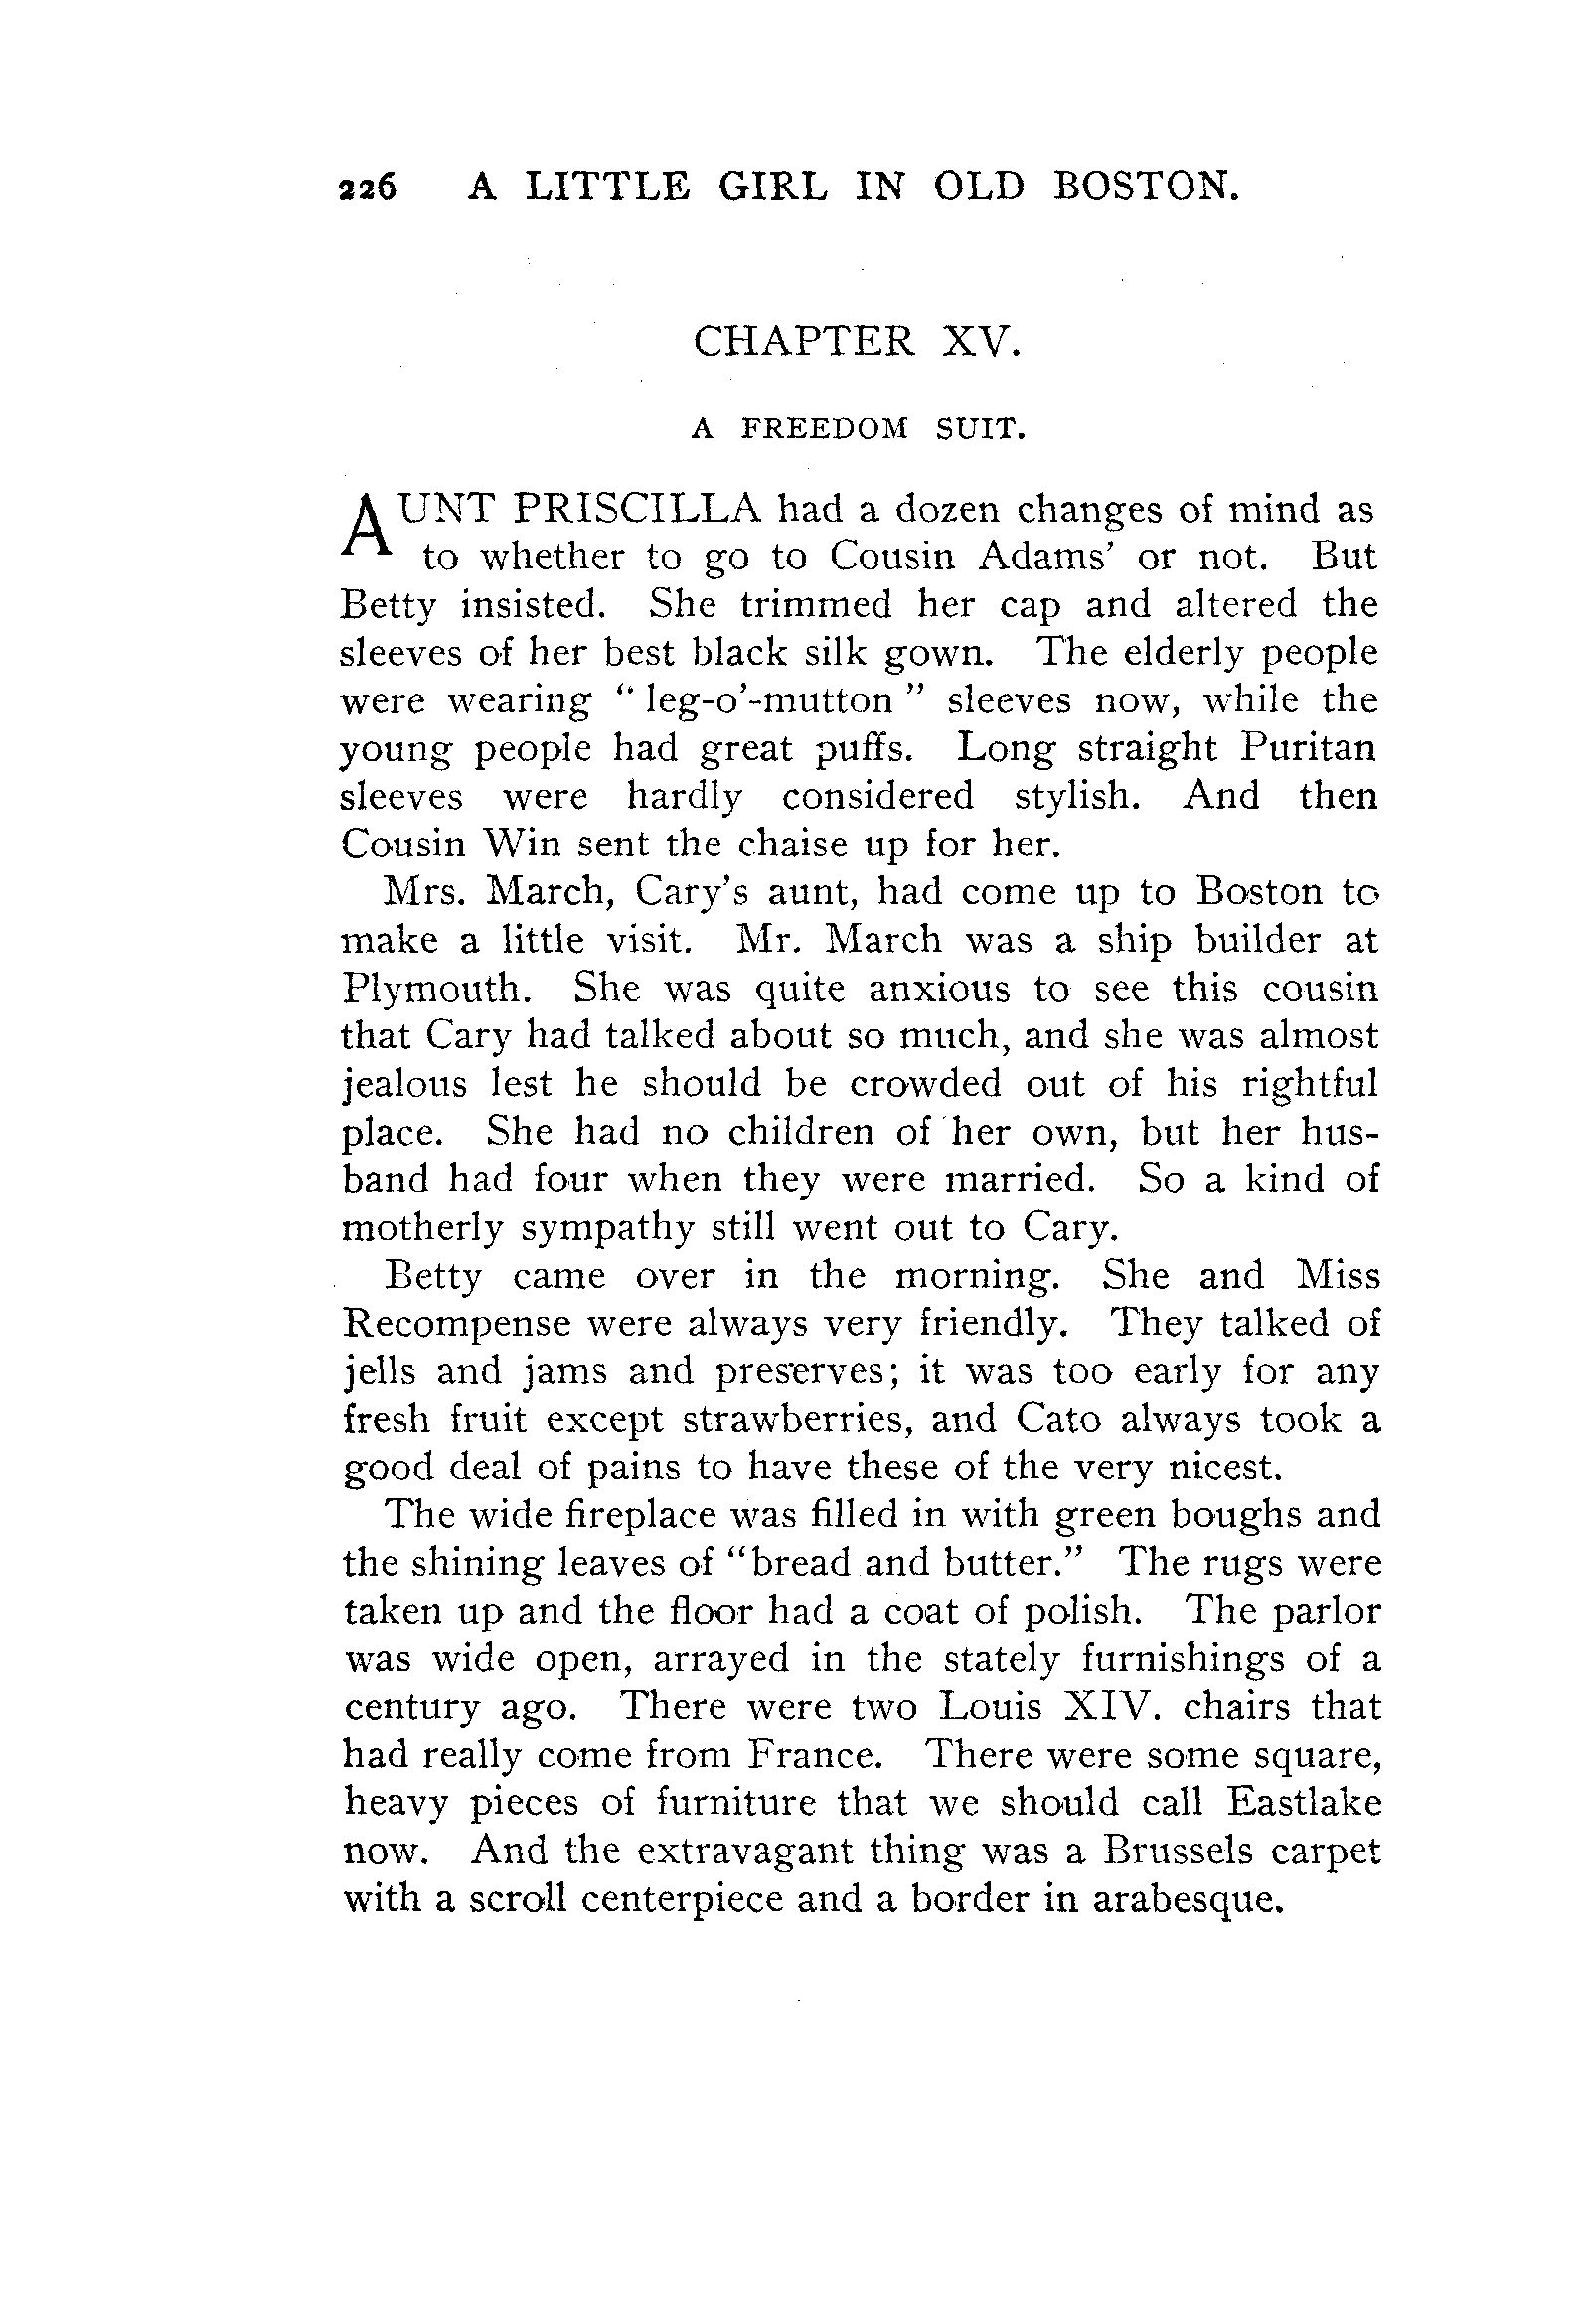 226 A LITTLE GIRL IN OLD BOSTON.
CHAPTER XV.
A FREEDOM SUIT.
AUNT PRISCILLA had a dozen changes of mind as
to whether to go to Cousin Adams' or not. But
Betty insisted. She trimmed her cap and altered the
sleeves of her best black silk gown. The elderly people
were wearing “ leg-o'-mutton ” sleeves now, while the
young people had great puffs. Long straight Puritan
sleeves were hardly considered stylish. And then
Cousin Win sent the chaise up for her.
Mrs. March, Cary's aunt, had come up to Boston to
make a little visit. Mr. March was a ship builder at
Plymouth. She was quite anxious to see this cousin
that Cary had talked about so much, and she was almost
jealous lest he should be crowded out of his rightful
place. She had no children of her own, but her hus-
band had four when they were married. So a kind of
motherly sympathy still went out to Cary.
Betty came over in the morning. She and Miss
Recompense were always very friendly. They talked of
jells and jams and preserves; it was too early for any
fresh fruit except strawberries, and Cato always took a
good deal of pains to have these of the very nicest.
The wide fireplace was filled in with green boughs and
the shining leaves of “bread and butter.” The rugs were
taken up and the floor had a coat of polish. The parlor
was wide open, arrayed in the stately furnishings of a
century ago. There were two Louis XIV. chairs that
had really come from France. There were some square,
heavy pieces of furniture that we should call Eastlake
now. And the extravagant thing was a Brussels carpet
with a scroll centerpiece and a border in arabesque.